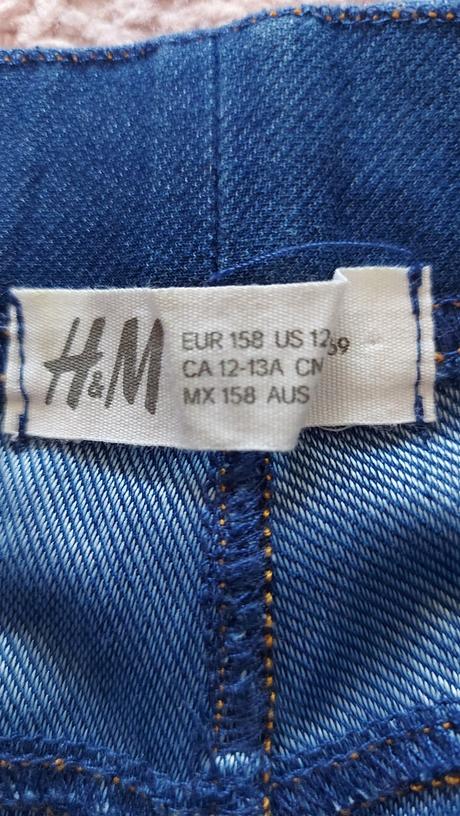 H&M
EUR 158 US 12
CA 12-13A CN
MX 158 AUS